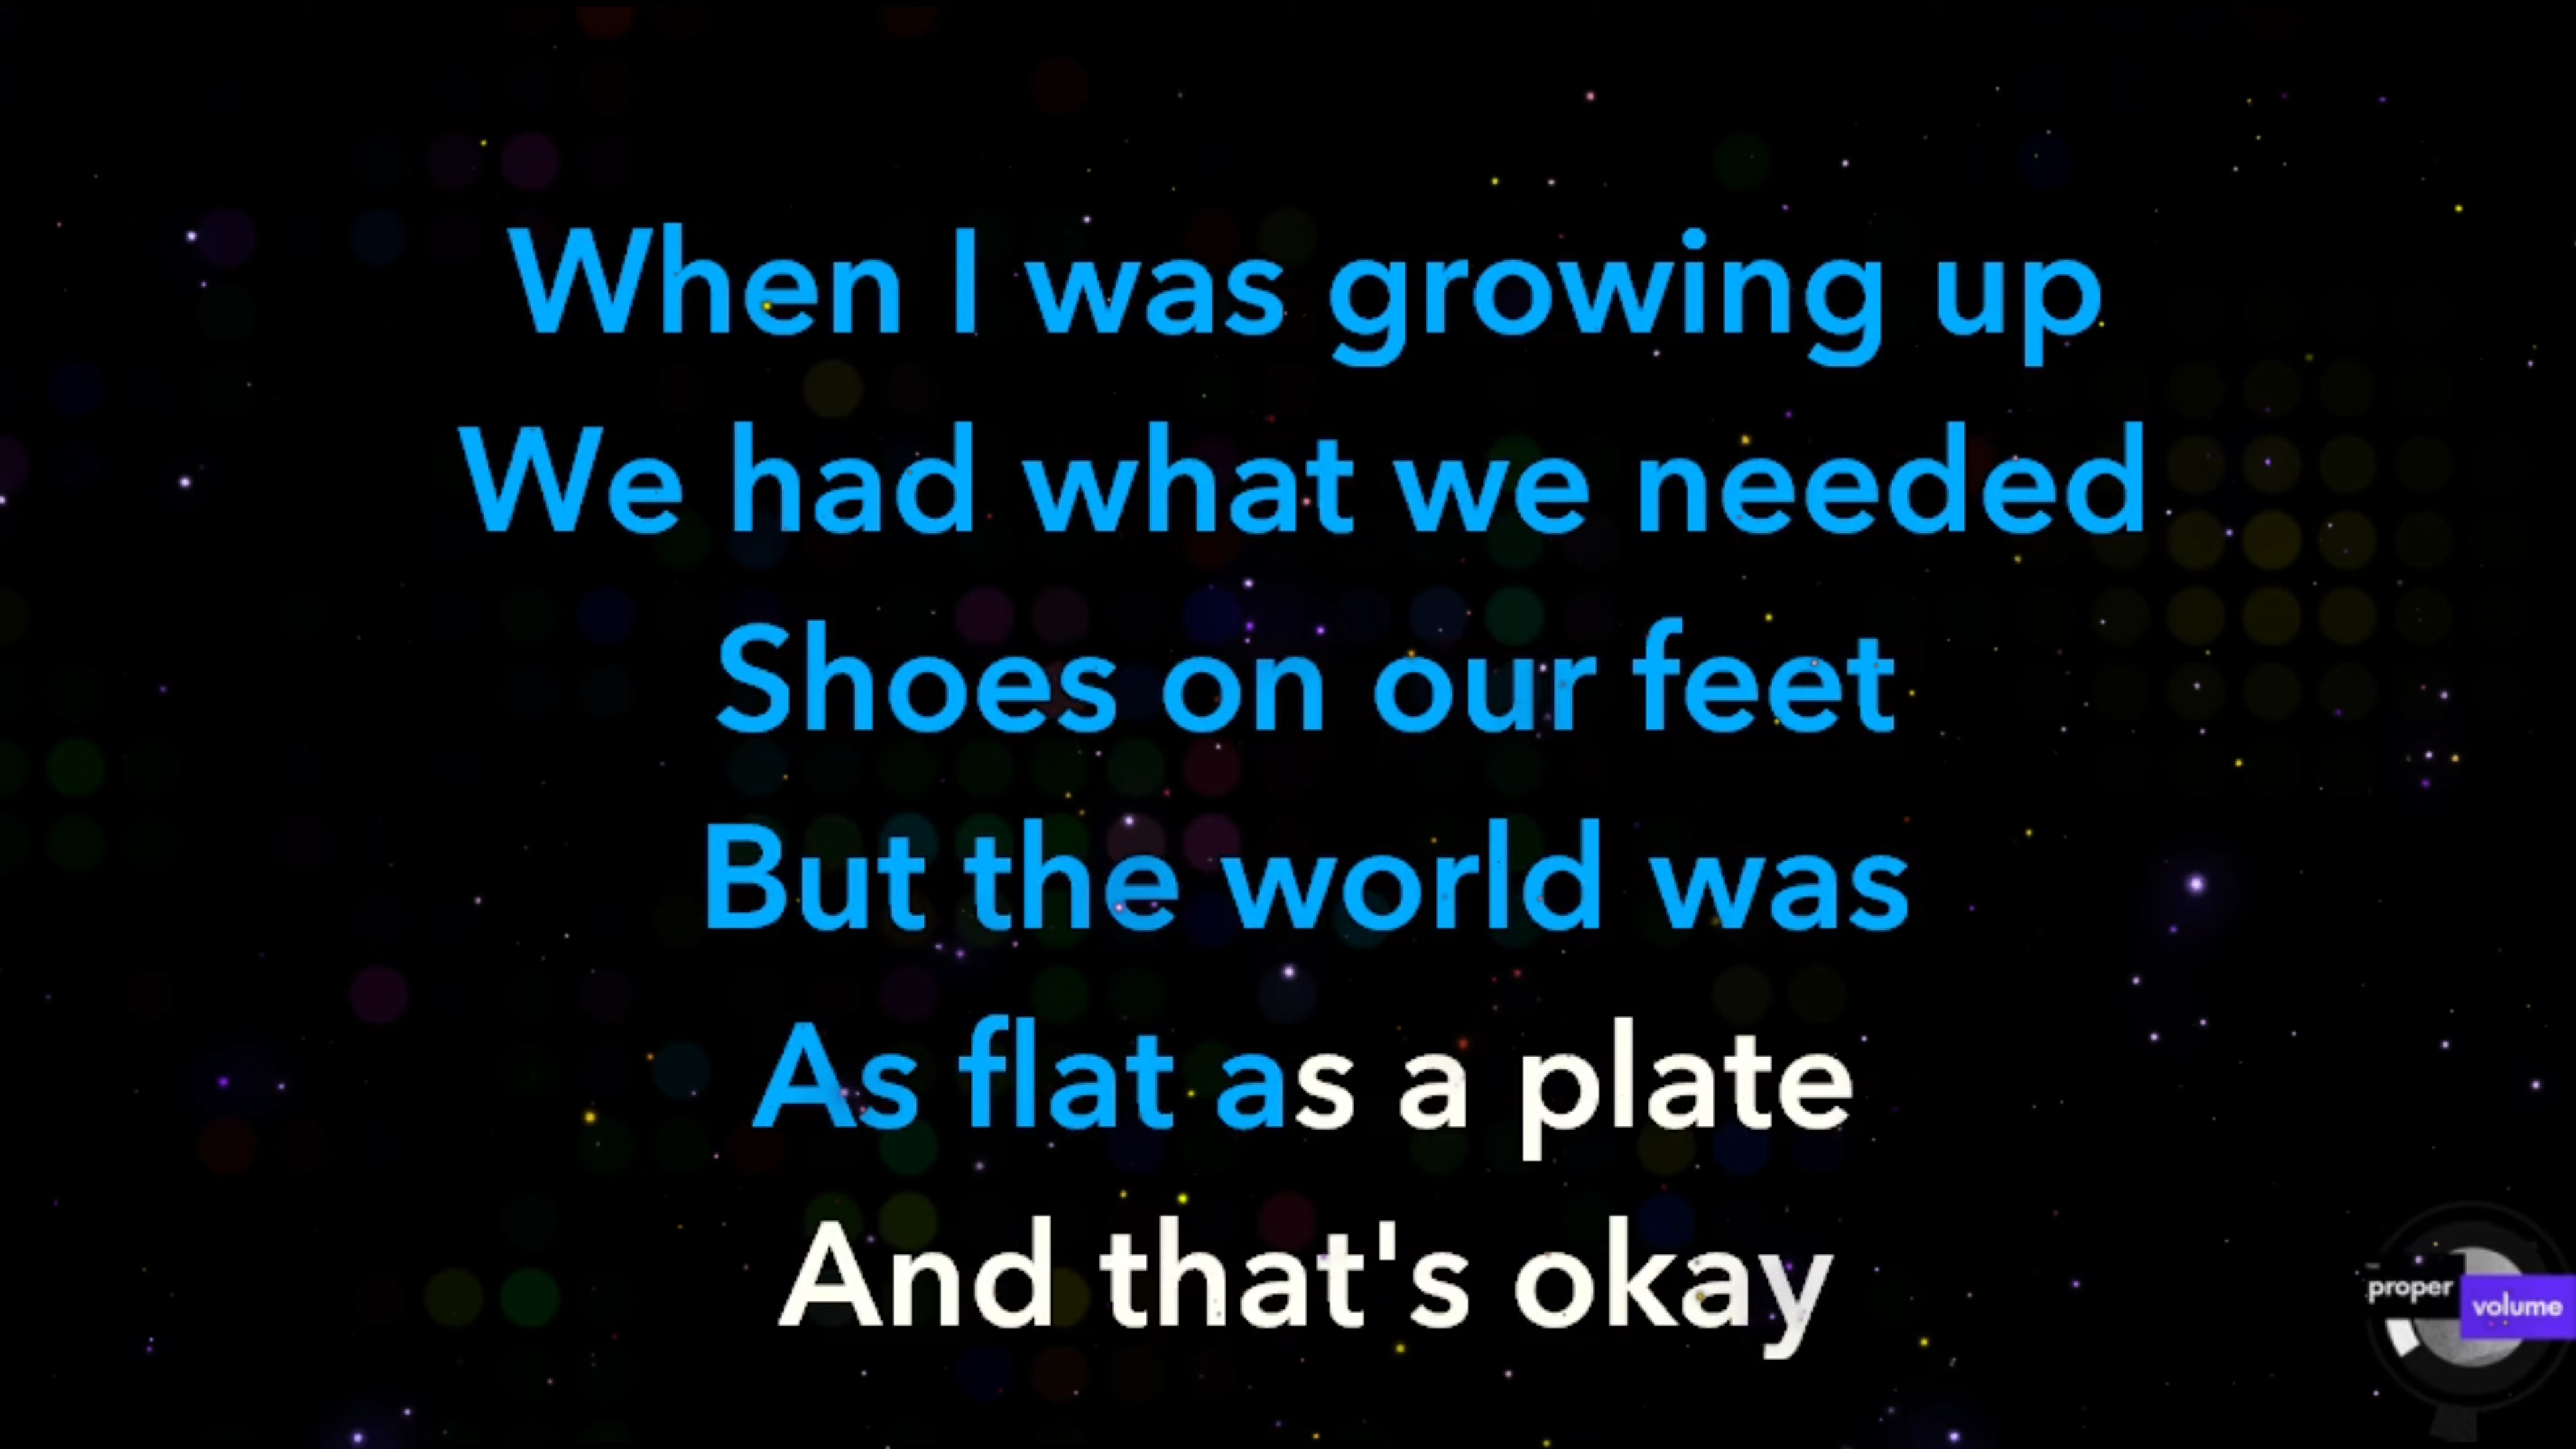 When I was growing up
We had what we needed
Shoes on our feet
But the world was
As flat as a plate
And that's okay
proper
volume